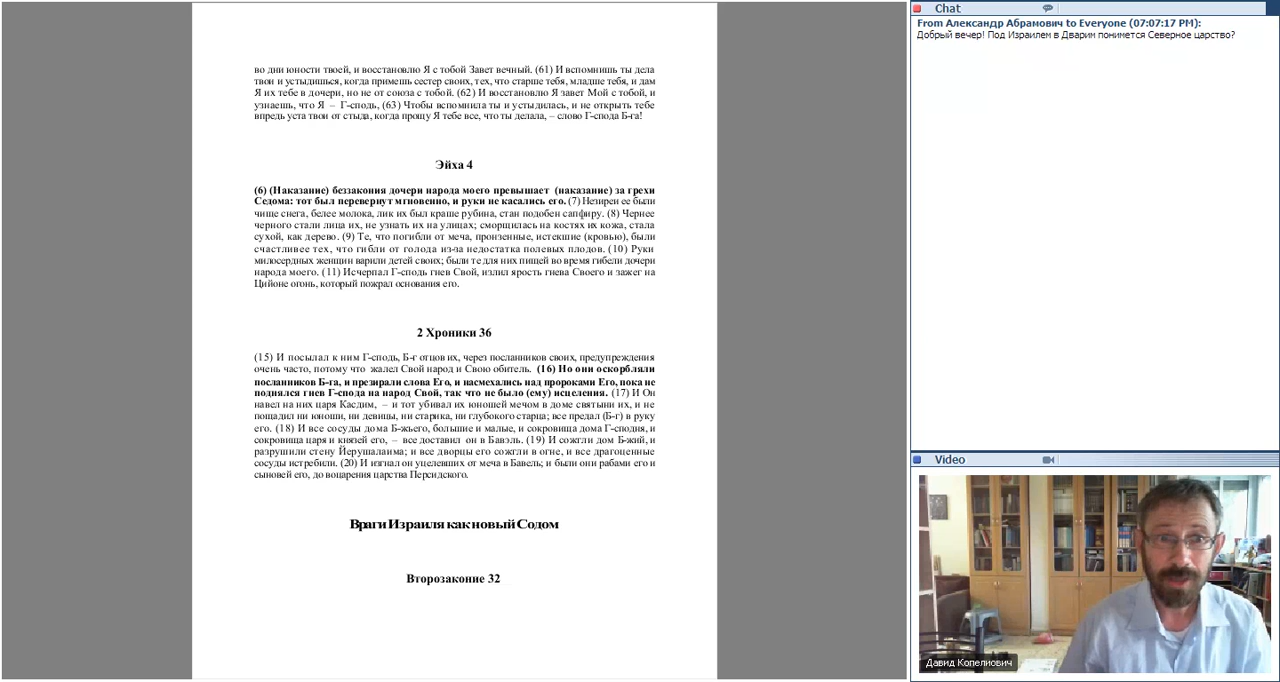 во дни юности твоей, и восстановлю Я с тобой Завет вечный. (61) И вспомнишь ты дела
твои и устыдишься, когда примешь сестер своих, тех, что старше тебя, младше тебя, и дам
Я их тебе в дочери, но не от союза с тобой. (62) И восстановлю Я завет Мой с тобой, и
узнаешь, что Я – Г-сподь, (63) Чтобы вспомнила ты и устыдилась, и не открыть тебе
впредь уста твои от стыда, когда прощу Я тебе все, что ты делала, – слово Г-спода Б-га!
Эйха 4
(6) (Наказание) беззакония дочери народа моего превышает (наказание) за грехи
Седома: тот был перевернут мгновенно, и руки не касались его. (7) Незиреи ее были
чище снега, белее молока, лик их был краше рубина, стан подобен сапфиру. (8) Чернее
черного стали лица их, не узнать их на улицах; сморщилась на костях их кожа, стала
сухой, как дерево. (9) Те, что погибли от меча, пронзенные, истекшие (кровью), были
счастливее тех, что гибли от голода из-за недостатка полевых плодов. (10) Руки
милосердных женщин варили детей своих; были те для них пищей во время гибели дочери
народа моего. (11) Исчерпал Г-сподь гнев Свой, излил ярость гнева Своего и зажег на
Цийоне огонь, который пожрал основания его.
2 Хроники 36
(15) И посылал к ним Г-сподь, Б-г отцов их, через посланников своих, предупреждения
очень часто, потому что жалел Свой народ и Свою обитель. (16) Но они оскорбляли
посланников Б-га, и презирали слова Его, и насмехались над пророками Его, пока не
поднялся гнев Г-спода на народ Свой, так что не было (ему) исцеления. (17) И Он
навел на них царя Касдим, – и тот убивал их юношей мечом в доме святыни их, и не
пощадил ни юноши, ни девицы, ни старика, ни глубокого старца; все предал (Б-г) в руку
его. (18) И все сосуды дома Б-жьего, большие и малые, и сокровища дома Г-сподня, и
сокровища царя и князей его, – все доставил он в Бавэль. (19) И сожгли дом Б-жий, и
разрушили стену Йерушалаима; и все дворцы его сожгли в огне, и все драгоценные
сосуды истребили. (20) И изгнал он уцелевших от меча в Бавель; и были они рабами его и
сыновей его, до воцарения царства Персидского.
Враги Израиля как новый Содом
Второзаконие 32
Chat
From Александр Абрамович to Everyone (07:07:17 PM):
Добрый вечер! Под Израилем в Дварим понимется Северное царство?
Video
Давид Копелиович